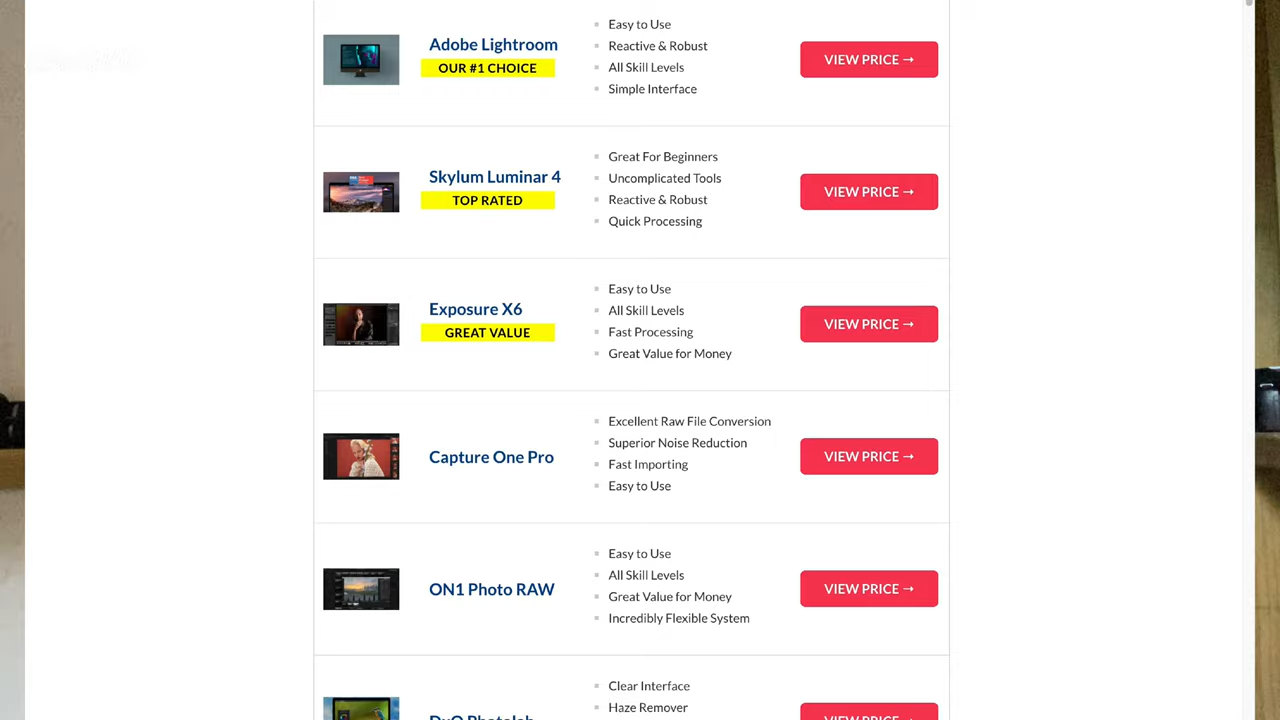 Adobe Lightroom
OUR #1 CHOICE
Easy to Use
Reactive & Robust
All Skill Levels
Simple Interface
VIEW PRICE →
Skylum Luminar 4
TOP RATED
Great For Beginners
Uncomplicated Tools
Reactive & Robust
Quick Processing
VIEW PRICE →
Exposure X6
GREAT VALUE
Easy to Use
All Skill Levels
Fast Processing
Great Value for Money
VIEW PRICE →
Capture One Pro
Excellent Raw File Conversion
Superior Noise Reduction
Fast Importing
Easy to Use
VIEW PRICE →
ON1 Photo RAW
Easy to Use
All Skill Levels
Great Value for Money
Incredibly Flexible System
VIEW PRICE →
DxO Photolab
Clear Interface
Haze Remover
VIEW PRICE →